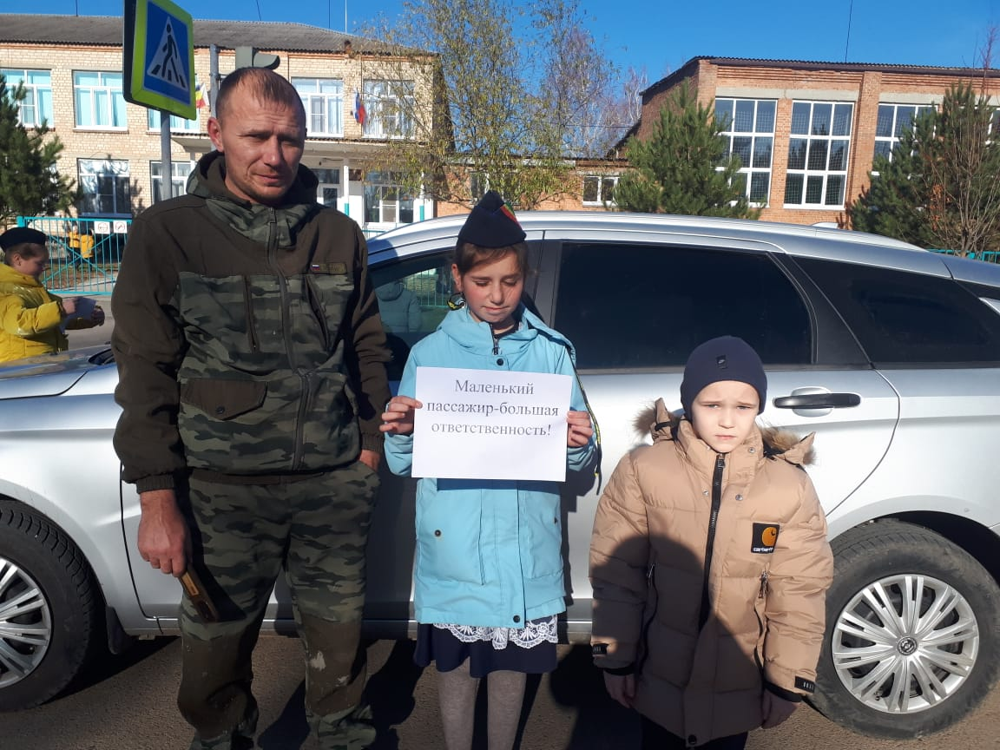 Маленький
пассажир-большая
ответственность!
carhartt